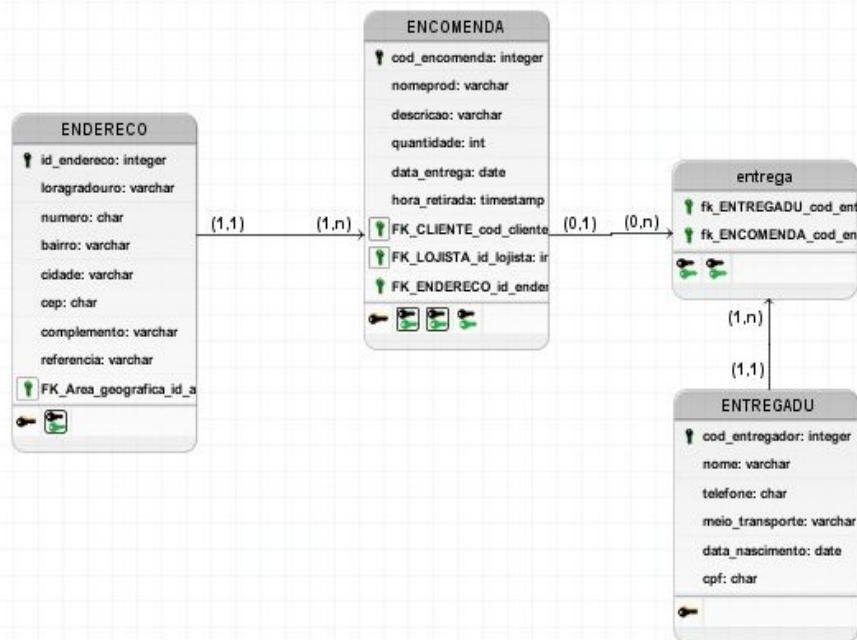 ENDERECO
id_endereco: integer
loragradouro: varchar
numero: char
bairro: varchar
cidade: varchar
cep: char
complemento: varchar
referencia: varchar
FK_Area_geografica_id_a
(1,1)
(1,n)
ENCOMENDA
cod_encomenda: integer
nomeprod: varchar
descricao: varchar
quantidade: int
data_entrega: date
hora_retirada: timestamp
FK_CLIENTE_cod_cliente
FK_LOJISTA_id_lojista: ir
FK_ENDERECO_id_ender
(0,1)
(0,n)
entrega
fk_ENTREGADU_cod_ent
fk_ENCOMENDA_cod_en
(1,n)
(1,1)
ENTREGADU
cod_entregador: integer
nome: varchar
telefone: char
meio_transporte: varchar
data_nascimento: date
cpf: char